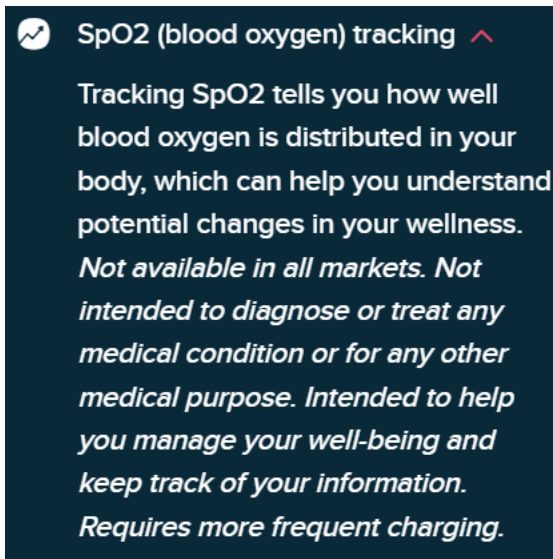 SpO2 (blood oxygen) tracking
Tracking SpO2 tells you how well
blood oxygen is distributed in your
body, which can help you understand
potential changes in your wellness.
Not available in all markets. Not
intended to diagnose or treat any
medical condition or for any other
medical purpose. Intended to help
you manage your well-being and
keep track of your information.
Requires more frequent charging.